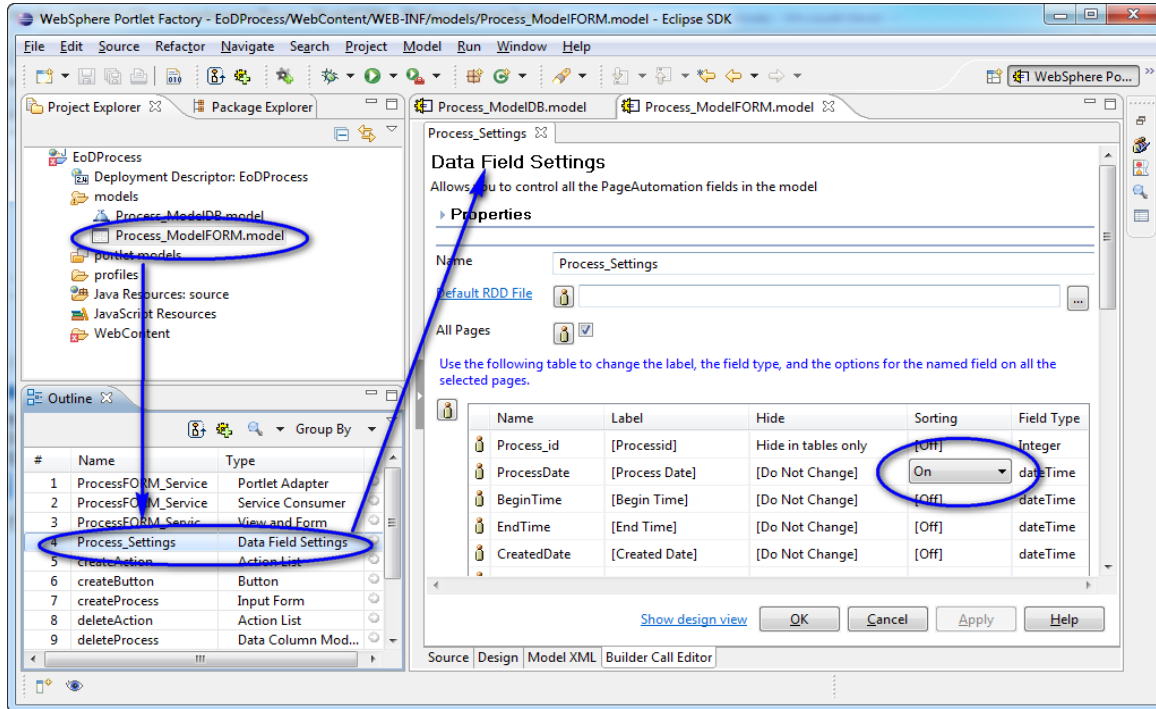 WebSphere Portlet Factory - EoDProcess/WebContent/WEB-INF/models/Process_ModelFORM.model - Eclipse SDK
File Edit Source Refactor Navigate Search Project Model Run Window Help
WebSphere Po...
Project Explorer Package Explorer
EoDProcess
Deployment Descriptor: EoDProcess
models
Process_ModelDB.model
Process_ModelFORM.model
portlet models
profiles
Java Resources: source
JavaScript Resources
WebContent
Outline
Group By
# Name Type
1 ProcessFORM_Service Portlet Adapter
2 ProcessFORM_Service Service Consumer
3 ProcessFORM_Servic... View and Form
4 Process_Settings Data Field Settings
5 createAction Action List
6 createButton Button
7 createProcess Input Form
8 deleteAction Action List
9 deleteProcess Data Column Mod...
Process_ModelDB.model Process_ModelFORM.model
Process_Settings
Data Field Settings
Allows you to control all the PageAutomation fields in the model
Properties
Name Process_Settings
Default RDD File ...
All Pages
Use the following table to change the label, the field type, and the options for the named field on all the
selected pages.
Name Label Hide Sorting Field Type
Process_id [Processid] Hide in tables only [Off] Integer
ProcessDate [Process Date] [Do Not Change] On dateTime
BeginTime [Begin Time] [Do Not Change] [Off] dateTime
EndTime [End Time] [Do Not Change] [Off] dateTime
CreatedDate [Created Date] [Do Not Change] [Off] dateTime
Show design view OK Cancel Apply Help
Source Design Model XML Builder Call Editor